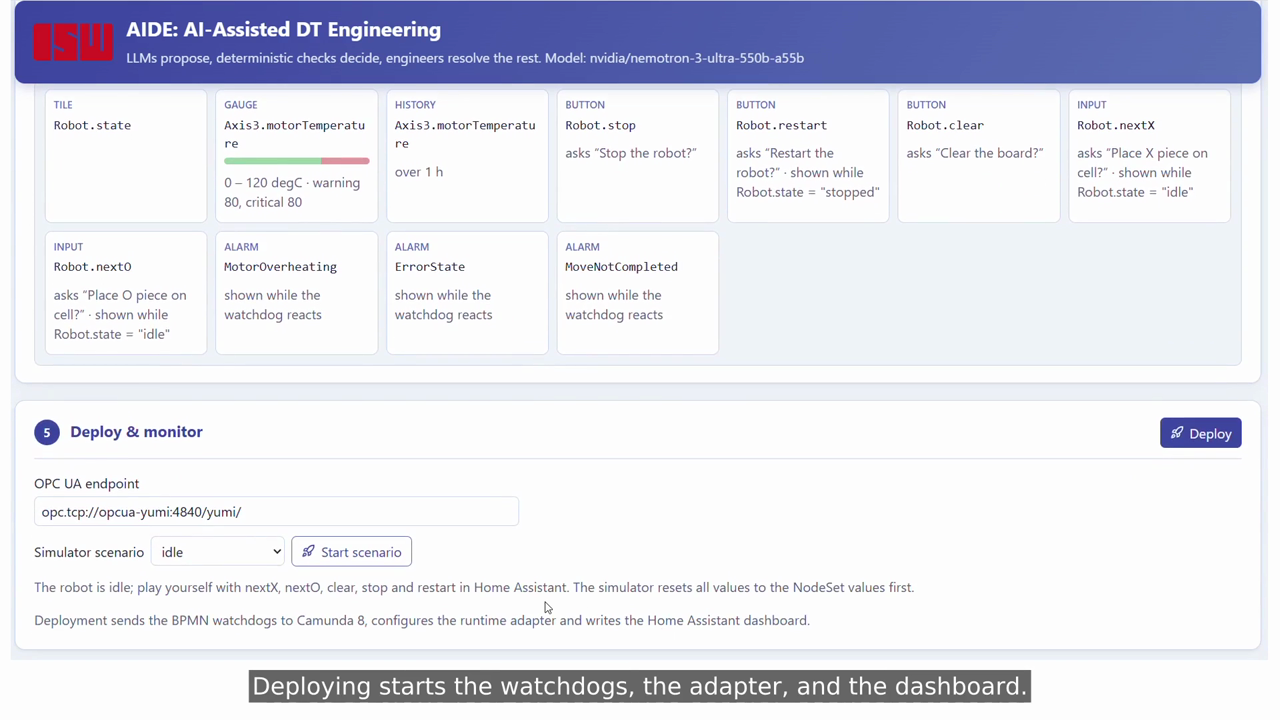 ISW
AIDE: AI-Assisted DT Engineering
LLMs propose, deterministic checks decide, engineers resolve the rest. Model: nvidia/nemotron-3-ultra-550b-a55b
TILE
Robot.state
GAUGE
Axis3.motorTemperatu
re
0 – 120 degC · warning
80, critical 80
HISTORY
Axis3.motorTemperatu
re
over 1 h
BUTTON
Robot.stop
asks “Stop the robot?”
BUTTON
Robot.restart
asks “Restart the
robot?” · shown while
Robot.state = "stopped"
BUTTON
Robot.clear
asks “Clear the board?”
INPUT
Robot.nextX
asks “Place X piece on
cell?” · shown while
Robot.state = "idle"
INPUT
Robot.nextO
asks “Place O piece on
cell?” · shown while
Robot.state = "idle"
ALARM
MotorOverheating
shown while the
watchdog reacts
ALARM
ErrorState
shown while the
watchdog reacts
ALARM
MoveNotCompleted
shown while the
watchdog reacts
5 Deploy & monitor
Deploy
OPC UA endpoint
opc.tcp://opcua-yumi:4840/yumi/
Simulator scenario idle Start scenario
The robot is idle; play yourself with nextX, nextO, clear, stop and restart in Home Assistant. The simulator resets all values to the NodeSet values first.
Deployment sends the BPMN watchdogs to Camunda 8, configures the runtime adapter and writes the Home Assistant dashboard.
Deploying starts the watchdogs, the adapter, and the dashboard.